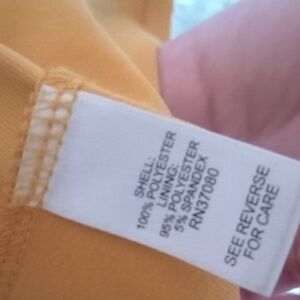 SHELL:
100% POLYESTER
LINING:
95% POLYESTER
5% SPANDEX
RN37080
SEE REVERSE
FOR CARE